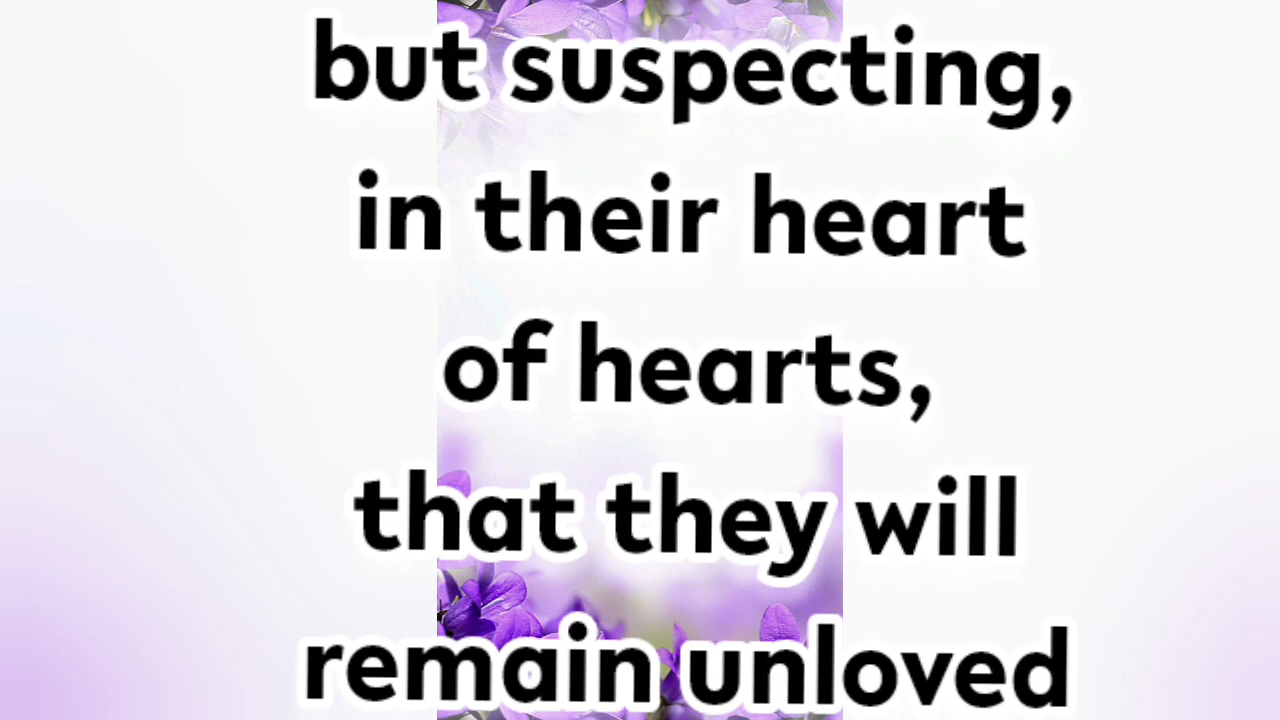 but suspecting,
in their heart
of hearts,
that they will
remain unloved